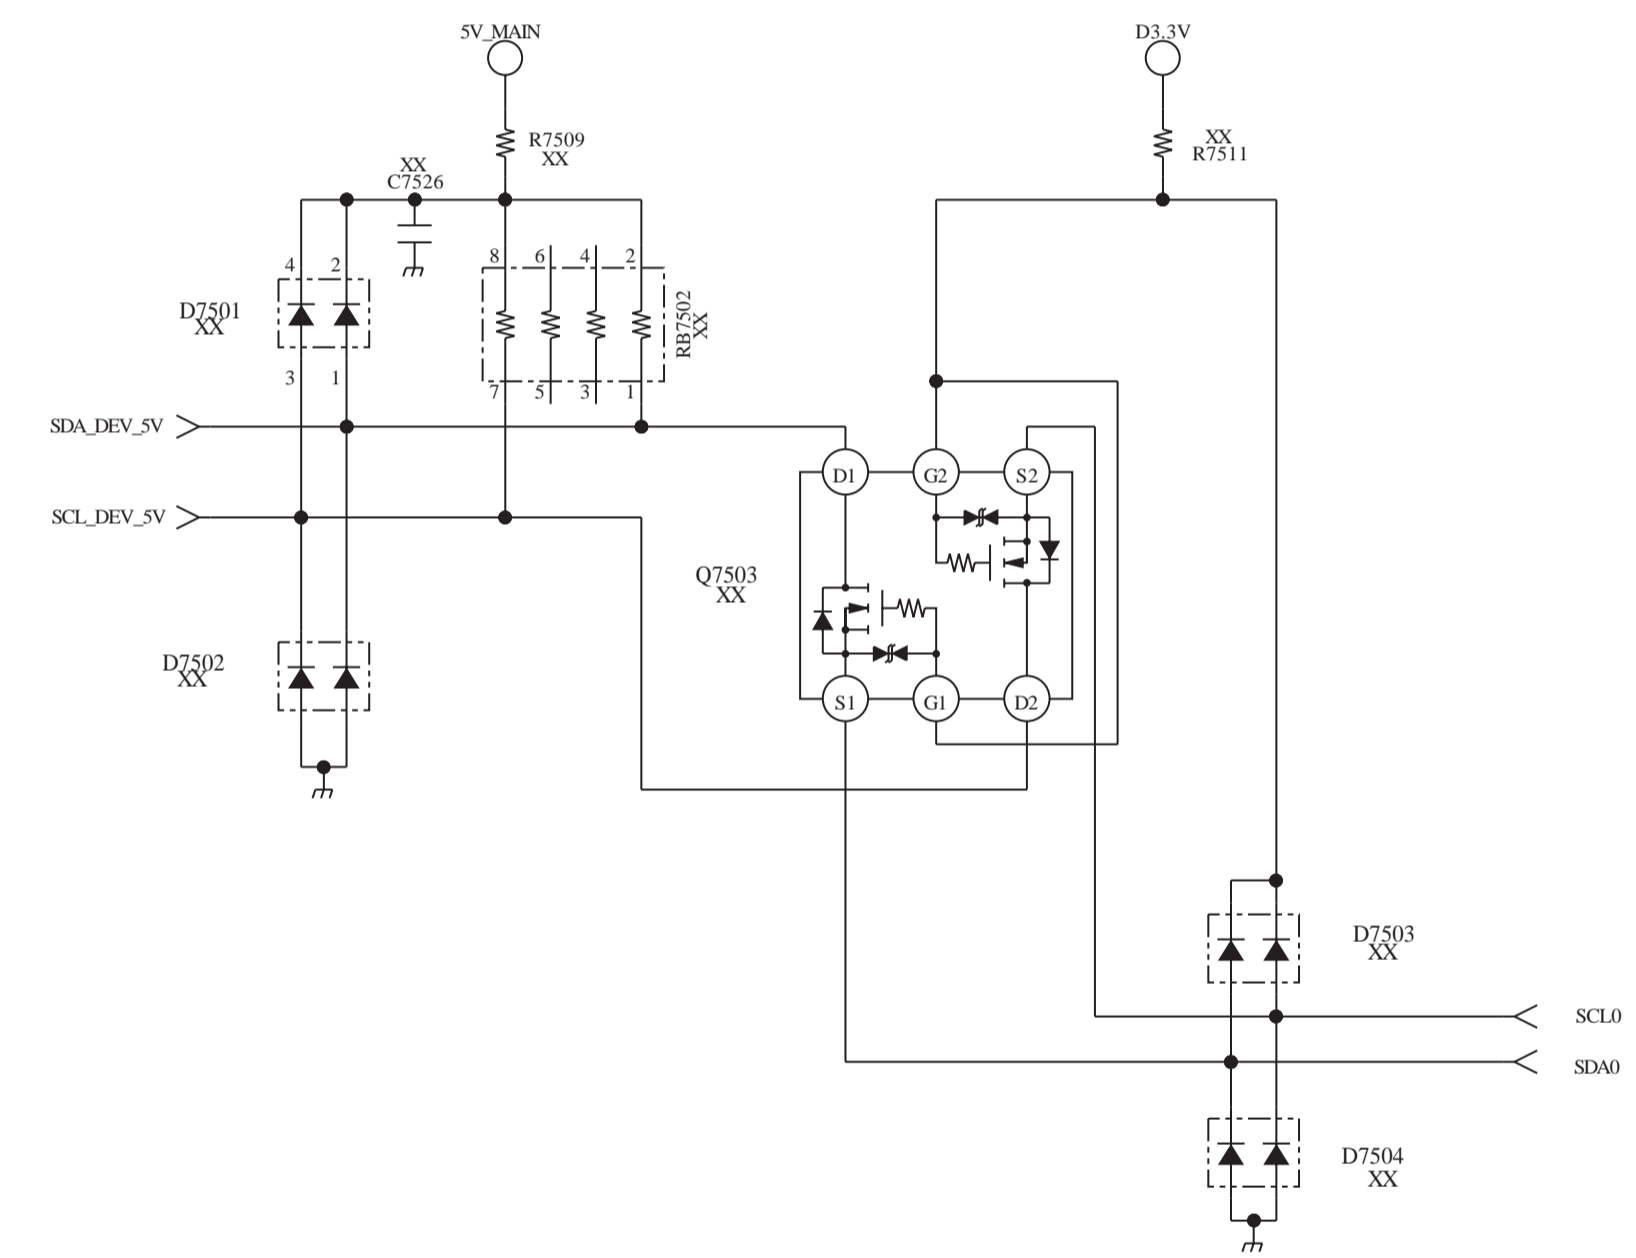 5V_MAIN
D3.3V
R7509
XX
XX
R7511
XX
C7526
8 6 4 2
4 2
D7501
XX
RB7502
XX
3 1
7 5 3 1
SDA_DEV_5V
D1 G2 S2
SCL_DEV_5V
Q7503
XX
D7502
XX
S1 G1 D2
D7503
XX
SCL0
SDA0
D7504
XX